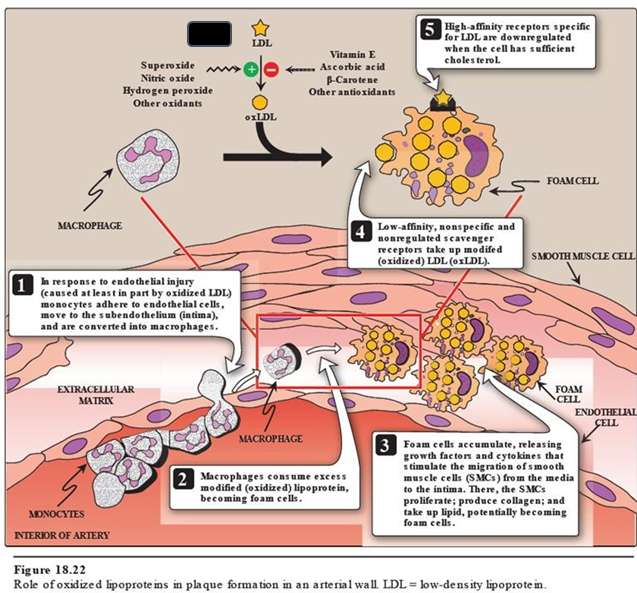 LDL
Superoxide
Nitric oxide
Hydrogen peroxide
Other oxidants
+
−
Vitamin E
Ascorbic acid
β-Carotene
Other antioxidants
oxLDL
5 High-affinity receptors specific
for LDL are downregulated
when the cell has sufficient
cholesterol.
MACROPHAGE
FOAM CELL
4 Low-affinity, nonspecific and
nonregulated scavenger
receptors take up modifed
(oxidized) LDL (oxLDL).
SMOOTH MUSCLE CELL
1 In response to endothelial injury
(caused at least in part by oxidized LDL)
monocytes adhere to endothelial cells,
move to the subendothelium (intima),
and are converted into macrophages.
EXTRACELLULAR
MATRIX
MACROPHAGE
FOAM
CELL
ENDOTHELIAL
CELL
2 Macrophages consume excess
modified (oxidized) lipoprotein,
becoming foam cells.
3 Foam cells accumulate, releasing
growth factors and cytokines that
stimulate the migration of smooth
muscle cells (SMCs) from the media
to the intima. There, the SMCs
proliferate; produce collagen; and
take up lipid, potentially becoming
foam cells.
MONOCYTES
INTERIOR OF ARTERY
Figure 18.22
Role of oxidized lipoproteins in plaque formation in an arterial wall. LDL = low-density lipoprotein.